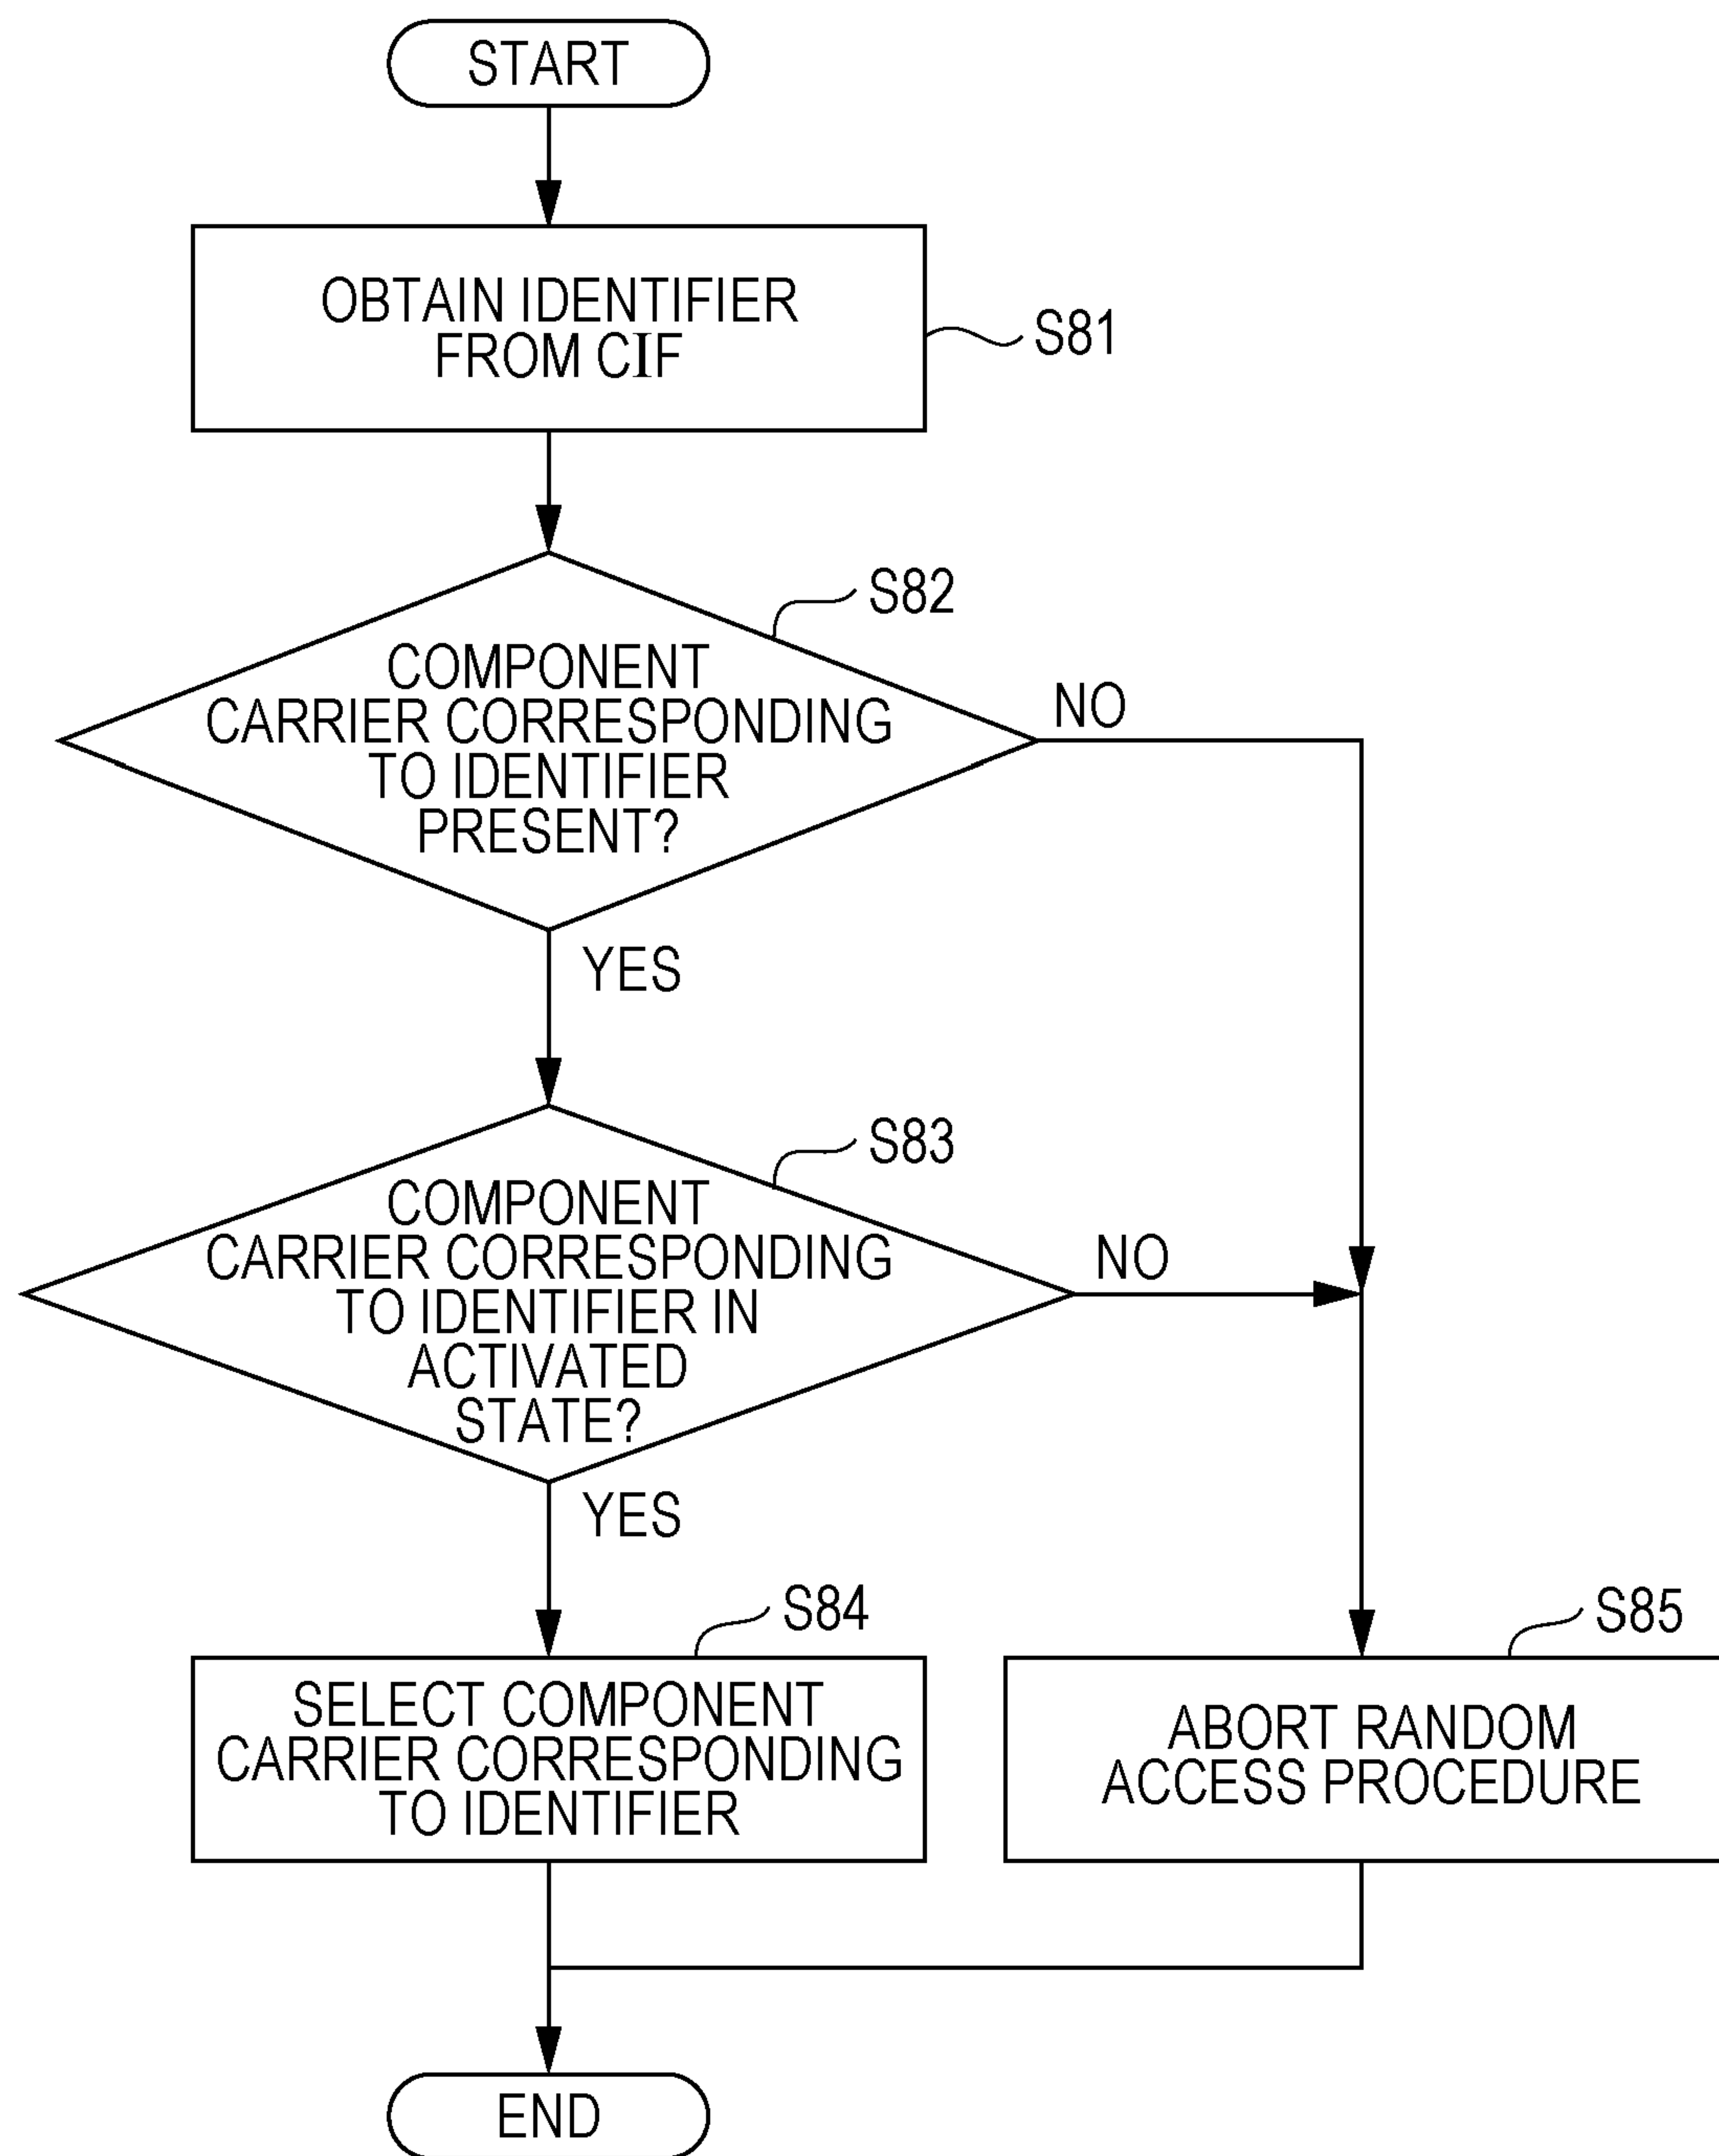 START
OBTAIN IDENTIFIER
FROM CIF
S81
S82
COMPONENT
CARRIER CORRESPONDING
TO IDENTIFIER
PRESENT?
NO
YES
S83
COMPONENT
CARRIER CORRESPONDING
TO IDENTIFIER IN
ACTIVATED
STATE?
NO
YES
S84
SELECT COMPONENT
CARRIER CORRESPONDING
TO IDENTIFIER
S85
ABORT RANDOM
ACCESS PROCEDURE
END